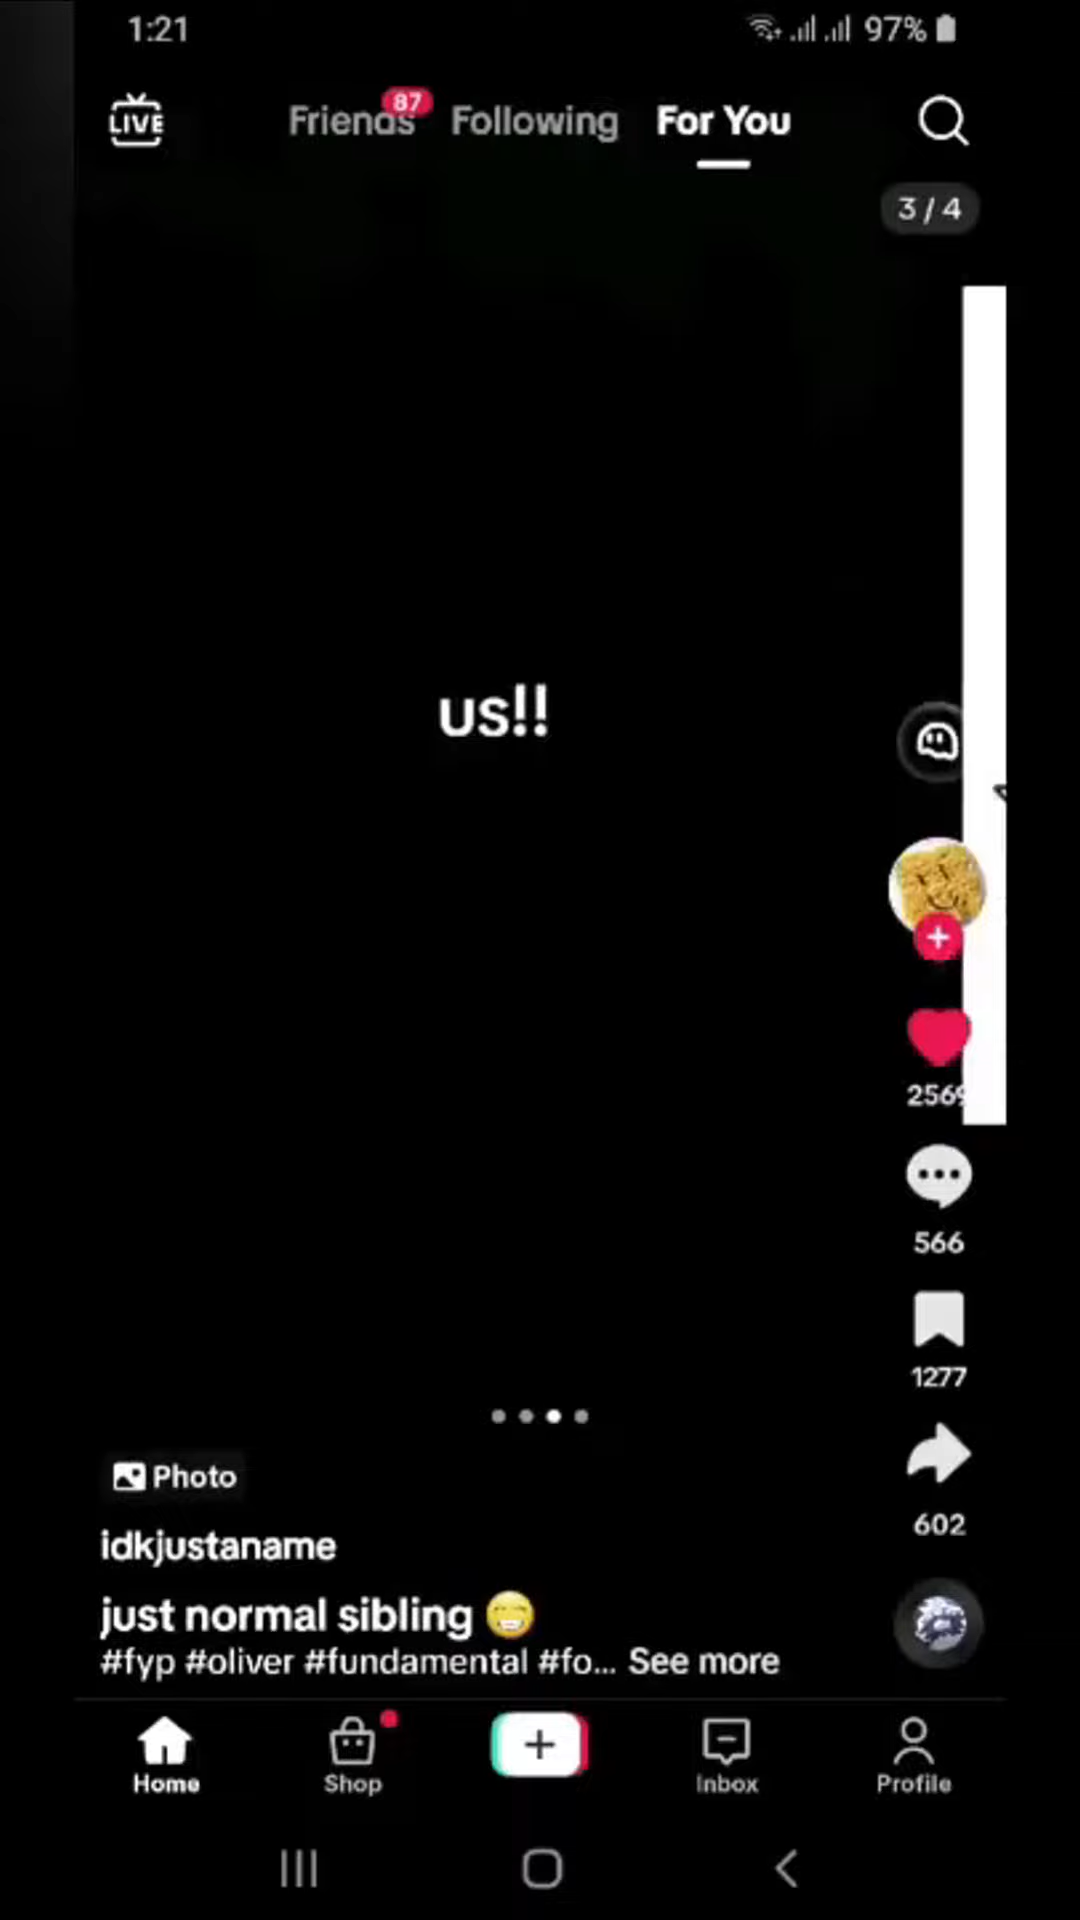 1:21
97%
LIVE
Friends
87
Following
For You
3 / 4
us!!
2569
566
1277
602
Photo
idkjustaname
just normal sibling 😁
#fyp #oliver #fundamental #fo... See more
Home
Shop
Inbox
Profile